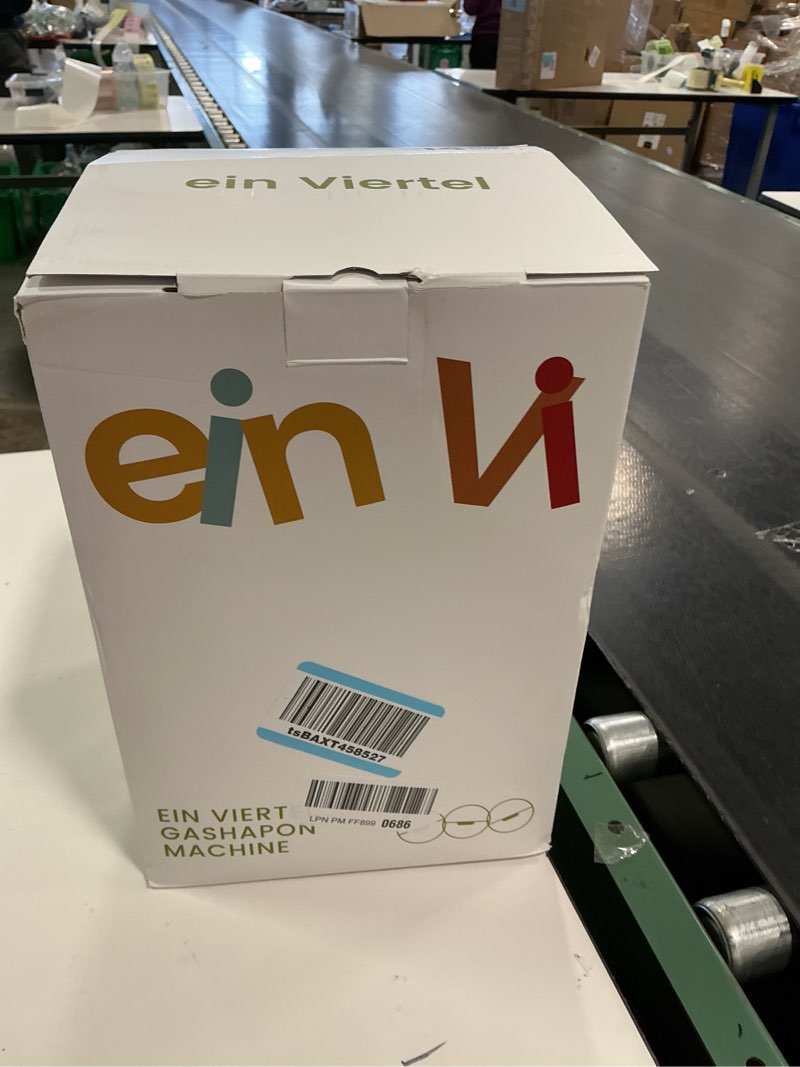 ein Viertel
ein Vi
tsBAXT458527
LPN PM FF899 0686
EIN VIERT
GASHAPON
MACHINE